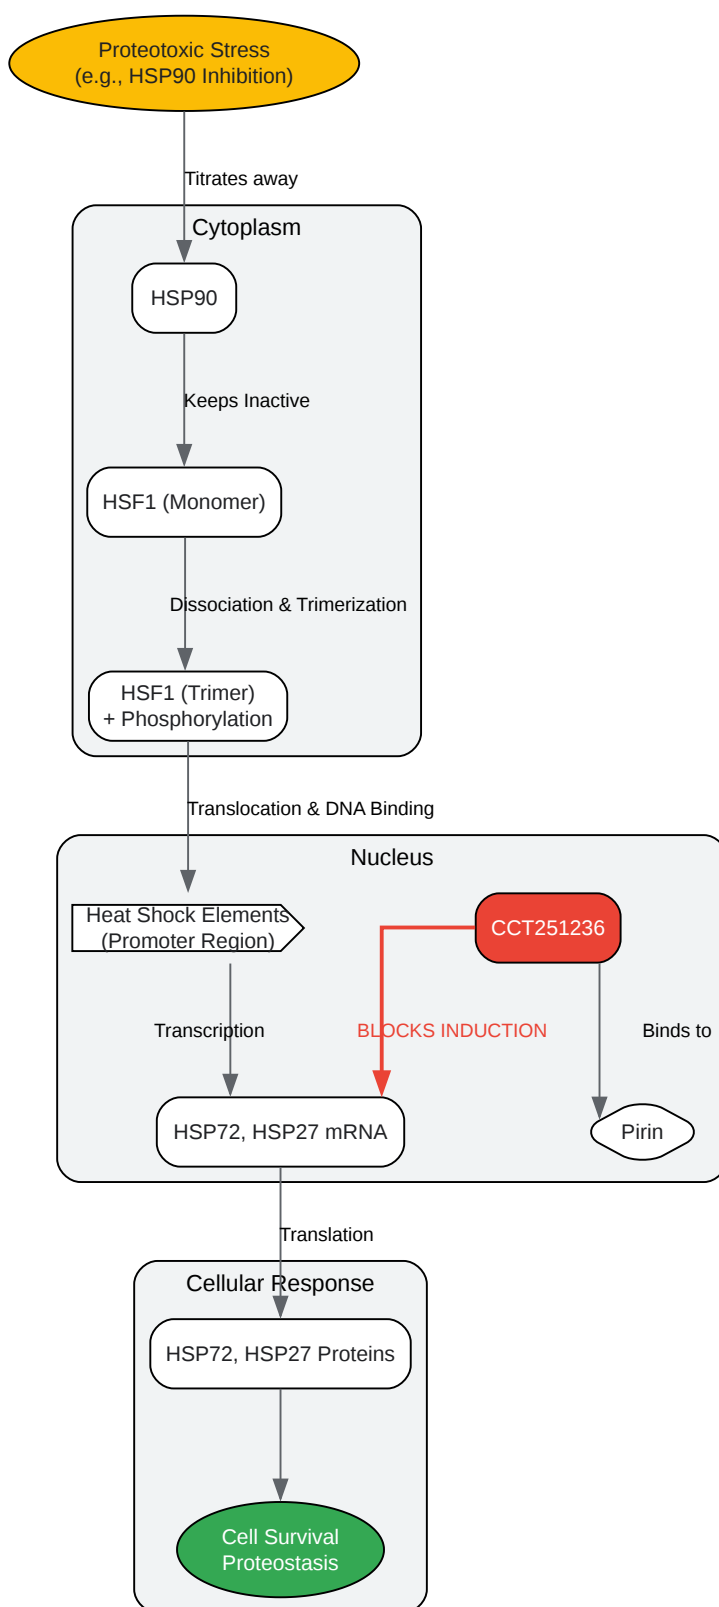 Proteotoxic Stress
(e.g., HSP90 Inhibition)
Titrates away
Cytoplasm
HSP90
Keeps Inactive
HSF1 (Monomer)
Dissociation & Trimerization
HSF1 (Trimer)
+ Phosphorylation
Translocation & DNA Binding
Nucleus
Heat Shock Elements
(Promoter Region)
CCT251236
Transcription
BLOCKS INDUCTION
Binds to
HSP72, HSP27 mRNA
Pirin
Translation
Cellular Response
HSP72, HSP27 Proteins
Cell Survival
Proteostasis